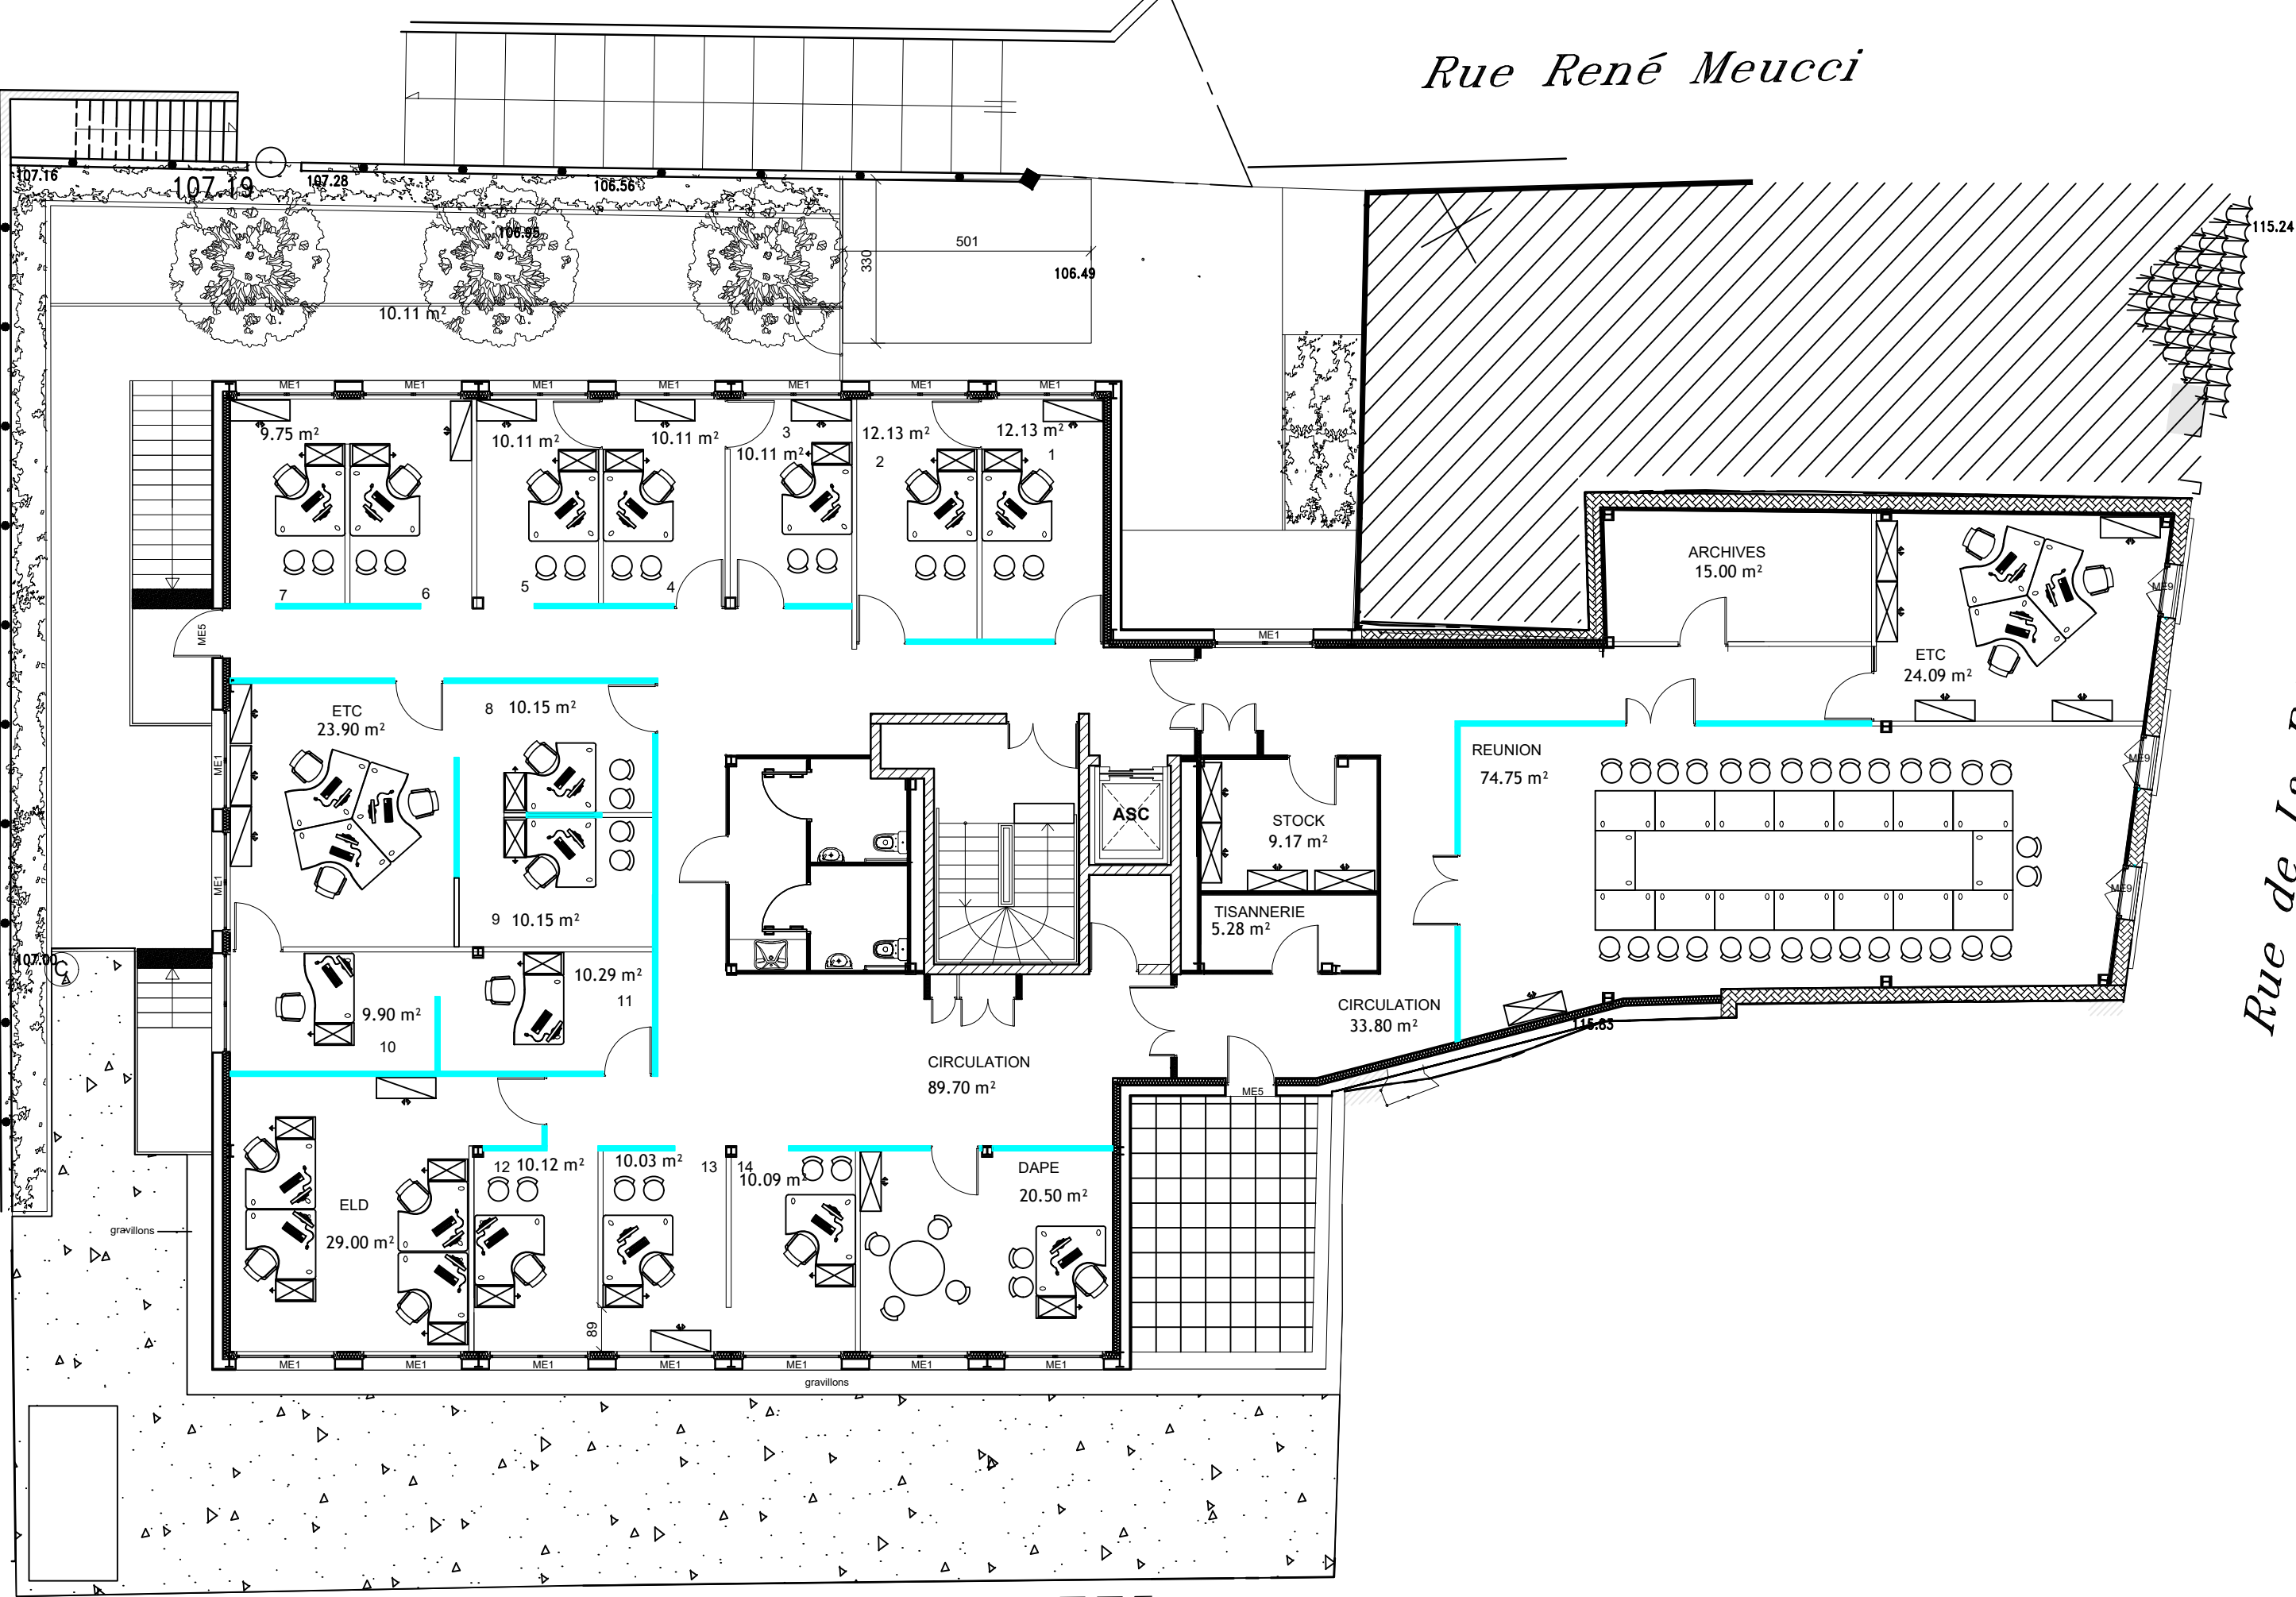 Rue René Meucci
107.16
107.19
107.28
106.56
106.95
501
330
106.49
115.24
10.11 m²
ME1
ME1
ME1
ME1
ME1
ME1
ME1
9.75 m²
10.11 m²
10.11 m²
3
10.11 m²
12.13 m²
2
12.13 m²
1
7
6
5
4
ME5
ME1
ARCHIVES
15.00 m²
ME9
ETC
24.09 m²
ETC
23.90 m²
8
10.15 m²
ME1
ME1
9
10.15 m²
ASC
STOCK
9.17 m²
TISANNERIE
5.28 m²
REUNION
74.75 m²
ME9
ME9
Rue de la
107.00
C
9.90 m²
10
10.29 m²
11
CIRCULATION
33.80 m²
115.83
CIRCULATION
89.70 m²
ME5
12
10.12 m²
10.03 m²
13
14
10.09 m²
DAPE
20.50 m²
ELD
29.00 m²
gravillons
89
ME1
ME1
ME1
ME1
ME1
ME1
ME1
gravillons